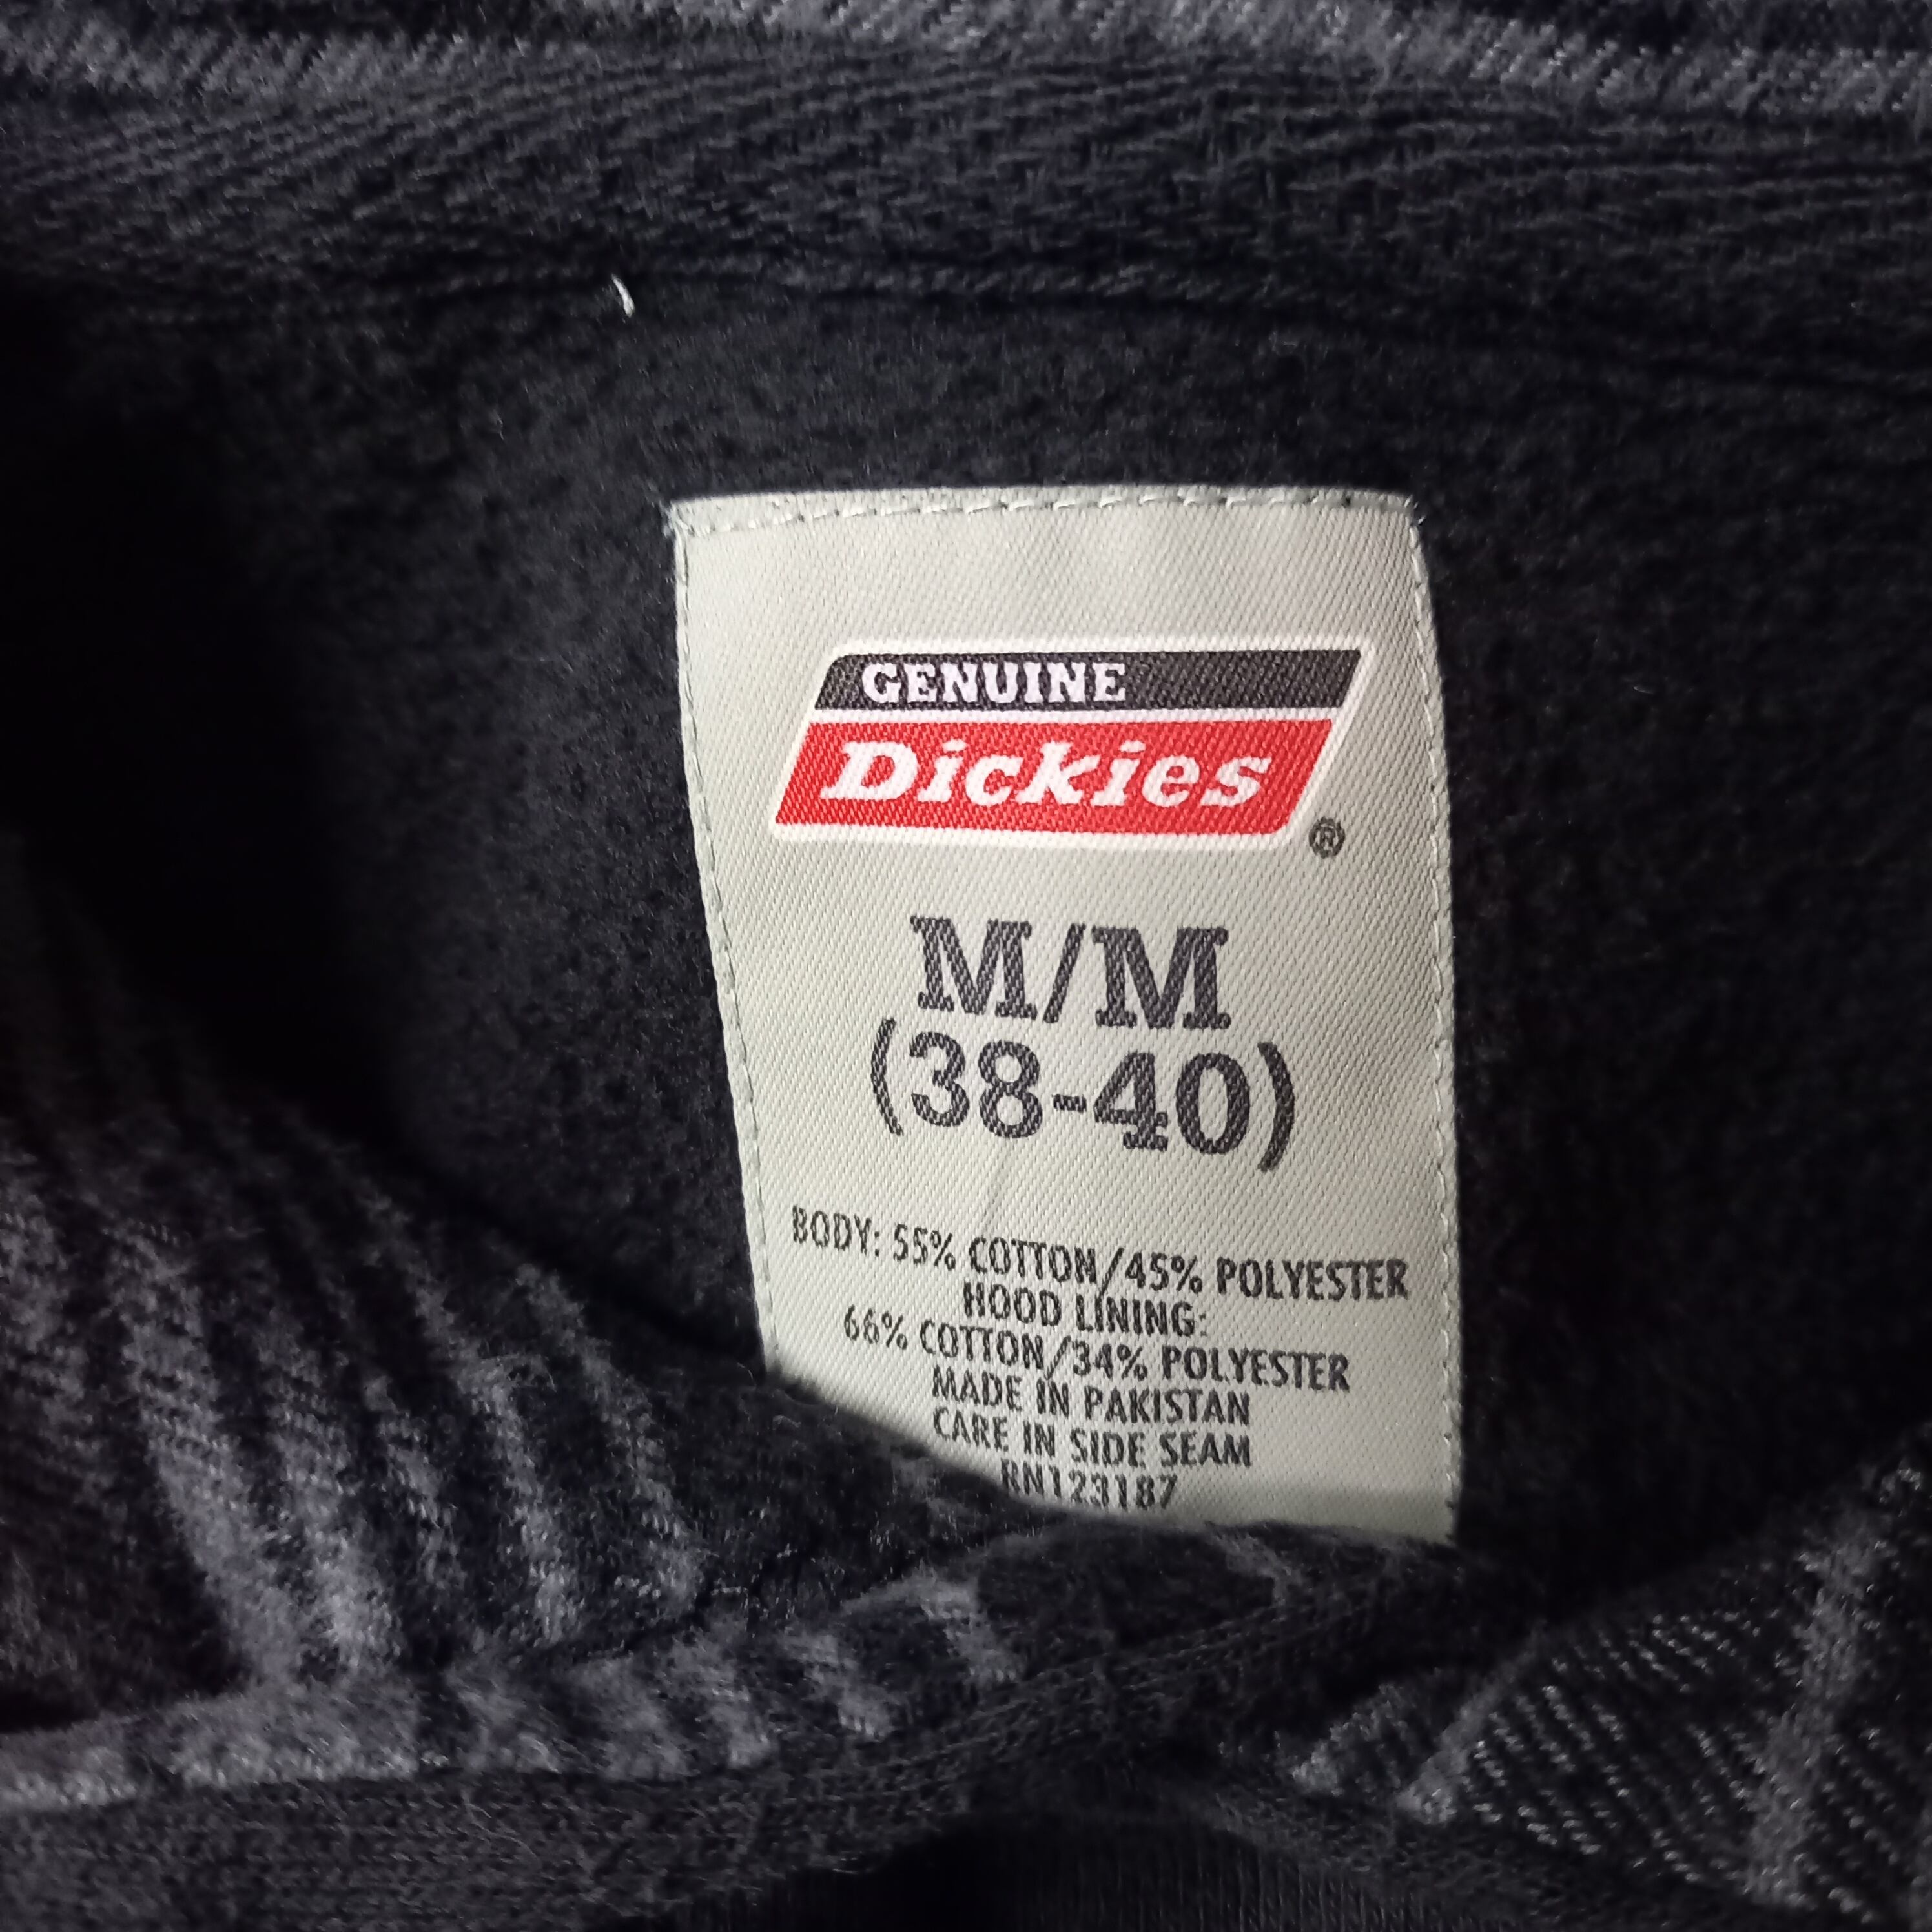 GENUINE
Dickies
®
M/M
(38-40)
BODY: 55% COTTON/45% POLYESTER
HOOD LINING:
66% COTTON/34% POLYESTER
MADE IN PAKISTAN
CARE IN SIDE SEAM
RN123187